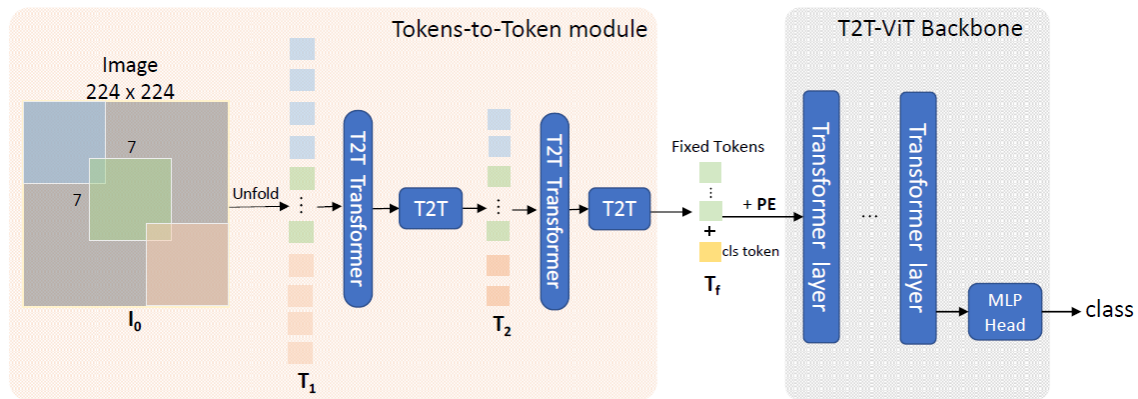 Tokens-to-Token module
T2T-ViT Backbone
Image
224 x 224
7
7
I0
Unfold
...
T1
T2T Transformer
T2T
...
T2
T2T Transformer
T2T
Fixed Tokens
...
+
cls token
Tf
+ PE
Transformer layer
...
Transformer layer
MLP
Head
class